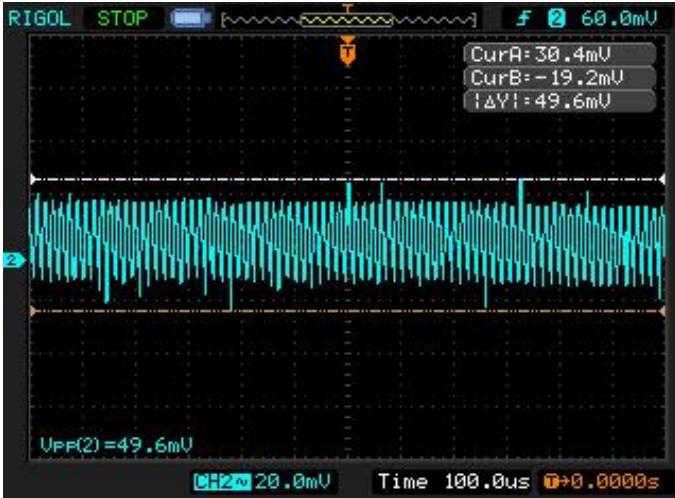 RIGOL STOP T f 2 60.0mV
T
CurA=30.4mV
CurB=-19.2mV
|ΔY|=49.6mV
2
Vpp(2)=49.6mV
CH2~ 20.0mV Time 100.0us T→0.0000s